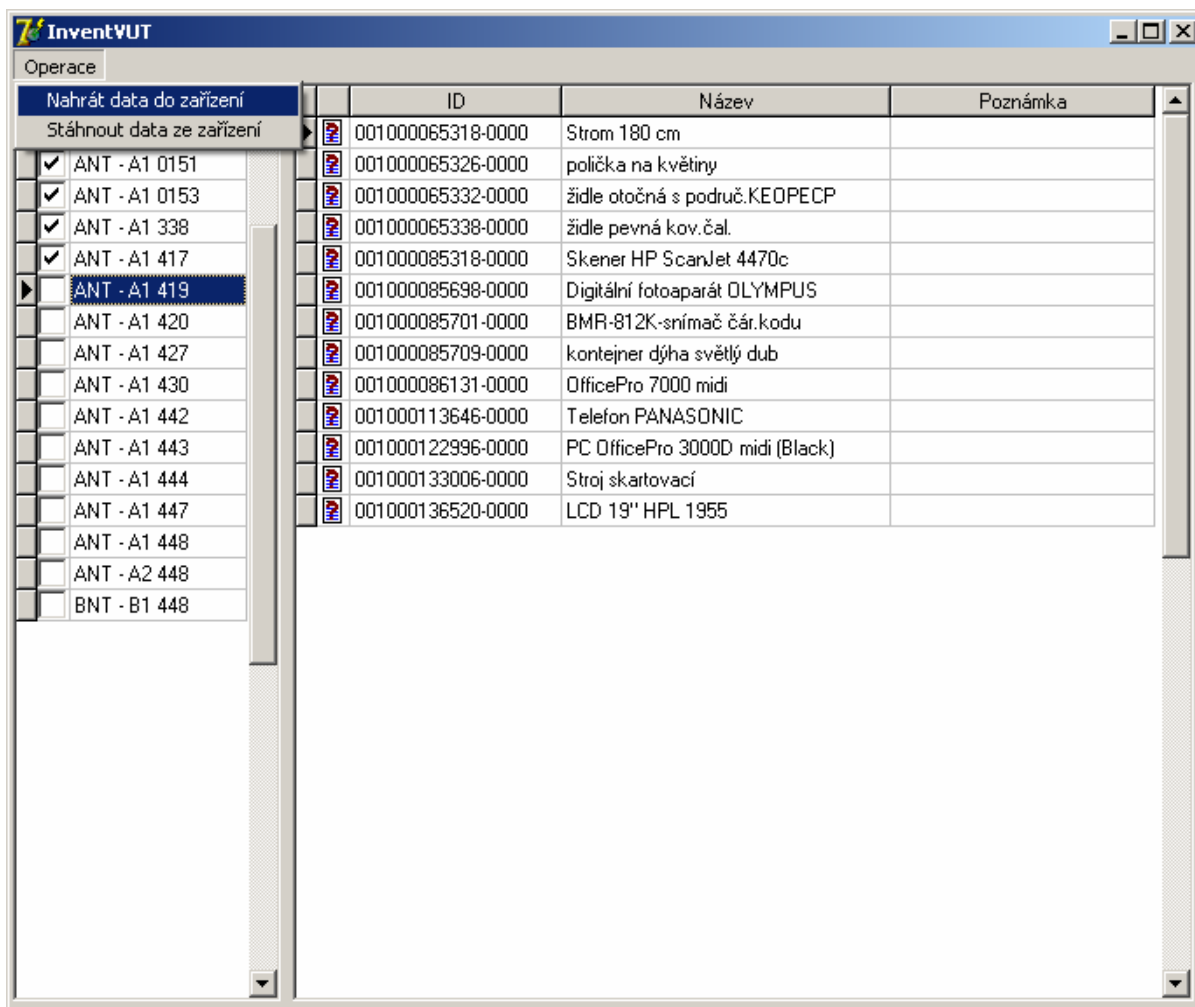 InventVUT
Operace
Nahrát data do zařízení
Stáhnout data ze zařízení
ANT - A1 0151
ANT - A1 0153
ANT - A1 338
ANT - A1 417
ANT - A1 419
ANT - A1 420
ANT - A1 427
ANT - A1 430
ANT - A1 442
ANT - A1 443
ANT - A1 444
ANT - A1 447
ANT - A1 448
ANT - A2 448
BNT - B1 448
ID Název Poznámka
001000065318-0000 Strom 180 cm
001000065326-0000 polička na květiny
001000065332-0000 židle otočná s područ.KEOPECP
001000065338-0000 židle pevná kov.čal.
001000085318-0000 Skener HP ScanJet 4470c
001000085698-0000 Digitální fotoaparát OLYMPUS
001000085701-0000 BMR-812K-snímač čár.kodu
001000085709-0000 kontejner dýha světlý dub
001000086131-0000 OfficePro 7000 midi
001000113646-0000 Telefon PANASONIC
001000122996-0000 PC OfficePro 3000D midi (Black)
001000133006-0000 Stroj skartovací
001000136520-0000 LCD 19'' HPL 1955